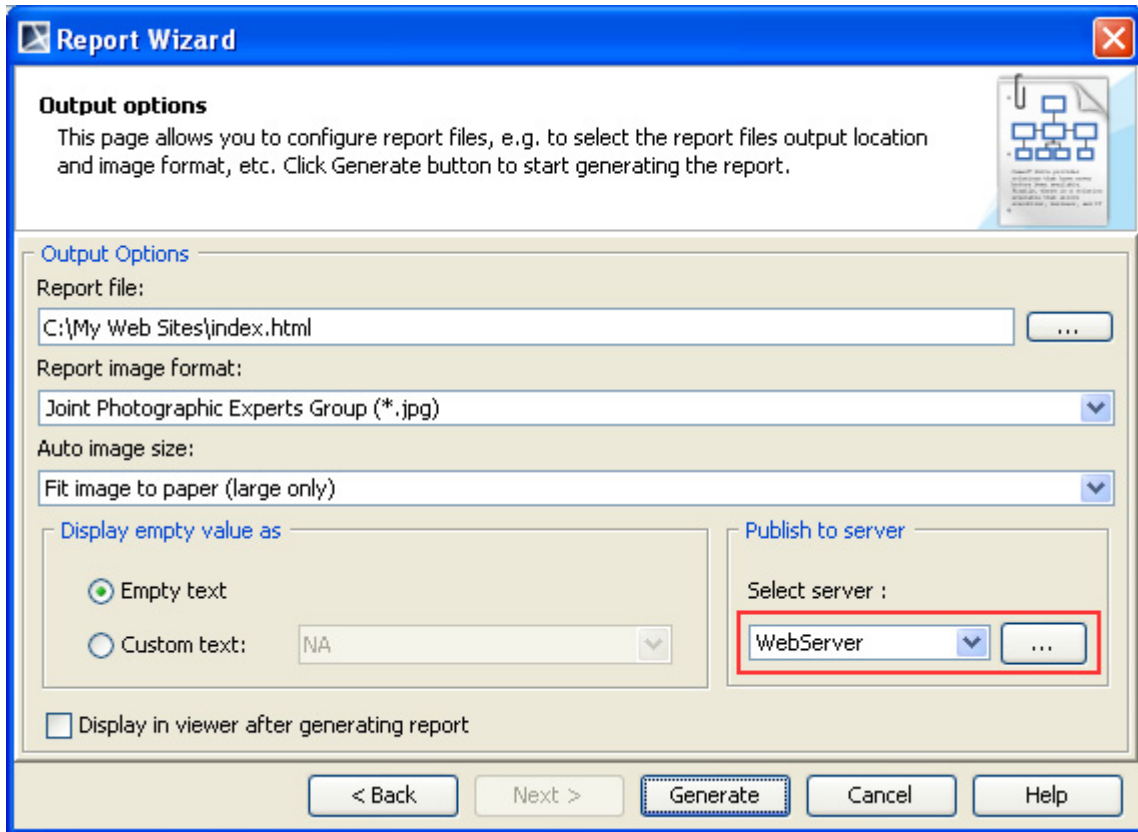 Report Wizard
Output options
This page allows you to configure report files, e.g. to select the report files output location
and image format, etc. Click Generate button to start generating the report.
Output Options
Report file:
C:\My Web Sites\index.html
...
Report image format:
Joint Photographic Experts Group (*.jpg)
Auto image size:
Fit image to paper (large only)
Display empty value as
Publish to server
Empty text
Select server :
Custom text:
NA
WebServer
...
Display in viewer after generating report
< Back
Next >
Generate
Cancel
Help